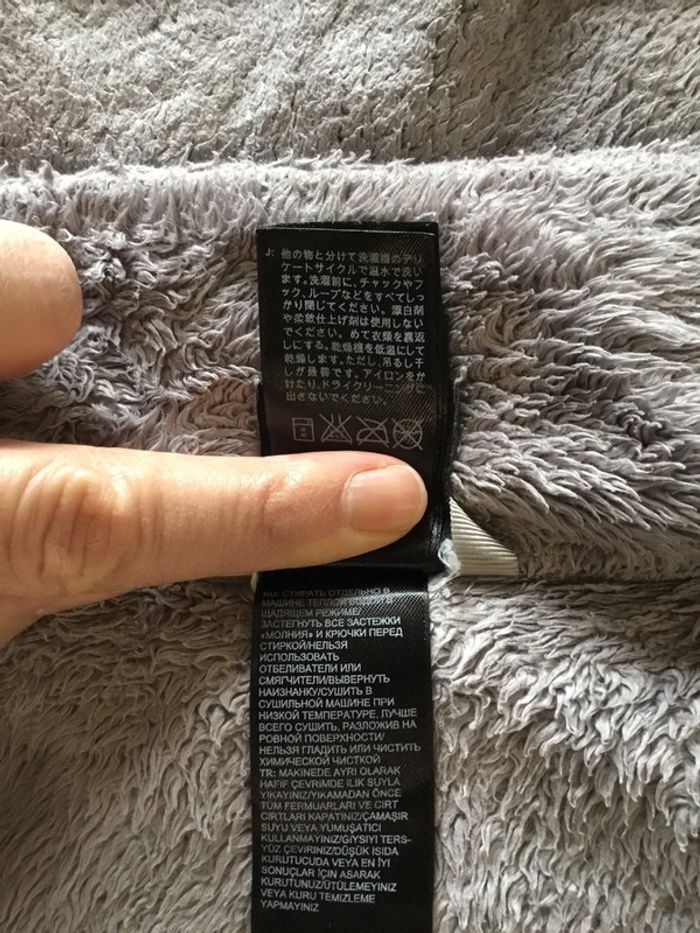 J: 他の物と分けて洗濯機のデリ
ケートサイクルで温水で洗い
ます。洗濯前に、チャックやフ
ック、ループなどをすべてしっ
かり閉じてください。漂白剤
や柔軟仕上げ剤は使用しない
でください。めて衣類を裏返
しにする。乾燥機を低温にして
乾燥します。ただし、吊るし干
しが最善です。アイロンをか
けたり、ドライクリーニングに
出さないでください。
RU: СТИРАТЬ ОТДЕЛЬНО В
МАШИНЕ ТЕПЛОЙ ВОДОЙ В
ЩАДЯЩЕМ РЕЖИМЕ/
ЗАСТЕГНУТЬ ВСЕ ЗАСТЕЖКИ
«МОЛНИЯ» И КРЮЧКИ ПЕРЕД
СТИРКОЙ/НЕЛЬЗЯ
ИСПОЛЬЗОВАТЬ
ОТБЕЛИВАТЕЛИ ИЛИ
СМЯГЧИТЕЛИ/ВЫВЕРНУТЬ
НАИЗНАНКУ/СУШИТЬ В
СУШИЛЬНОЙ МАШИНЕ ПРИ
НИЗКОЙ ТЕМПЕРАТУРЕ, ЛУЧШЕ
ВСЕГО СУШИТЬ, РАЗЛОЖИВ НА
РОВНОЙ ПОВЕРХНОСТИ/
НЕЛЬЗЯ ГЛАДИТЬ ИЛИ ЧИСТИТЬ
ХИМИЧЕСКОЙ ЧИСТКОЙ
TR: MAKINEDE AYRI OLARAK
HAFİF ÇEVRİMDE ILIK SUYLA
YIKAYINIZ/YIKAMADAN ÖNCE
TÜM FERMUARLARI VE CIRT
CIRTLARI KAPATINIZ/ÇAMAŞIR
SUYU VEYA YUMUŞATICI
KULLANMAYINIZ/GİYSİYİ TERS-
YÜZ ÇEVİRİNİZ/DÜŞÜK ISIDA
KURUTUCUDA VEYA EN İYİ
SONUÇLAR İÇİN ASARAK
KURUTUNUZ/ÜTÜLEMEYINIZ
VEYA KURU TEMIZLEME
YAPMAYINIZ